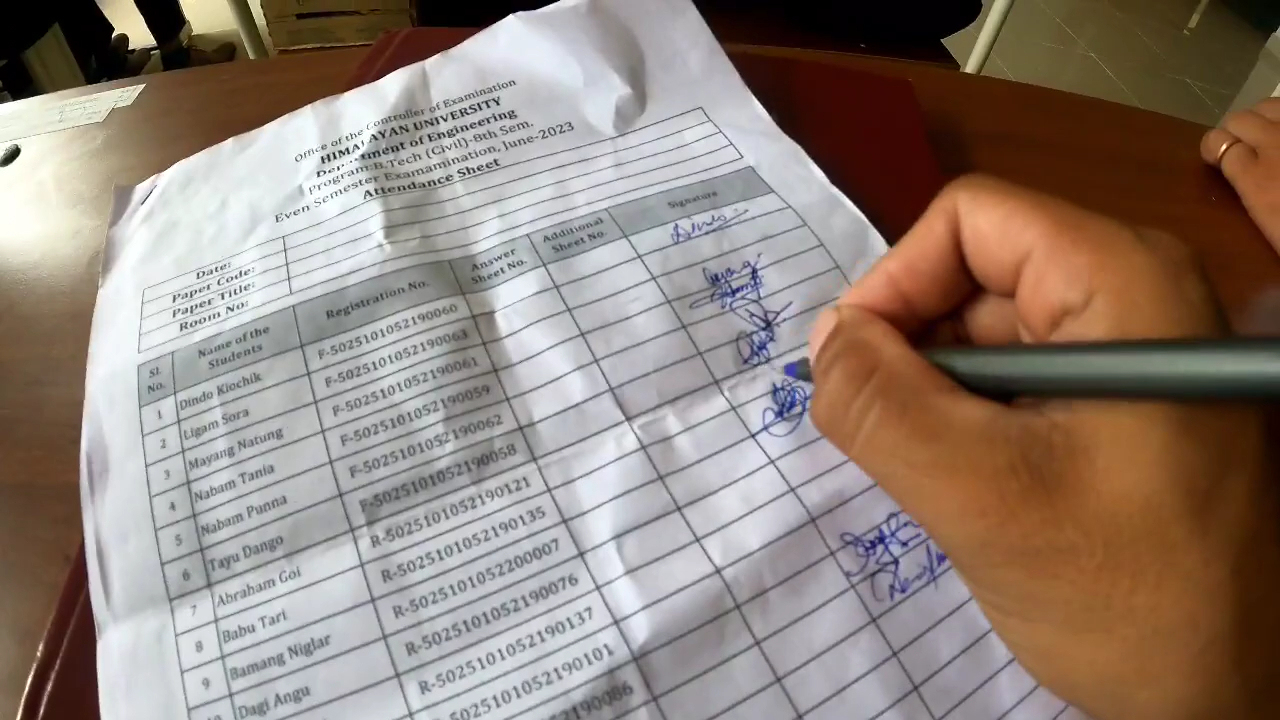 Office of the Controller of Examination
HIMALAYAN UNIVERSITY
Department of Engineering
Program:B.Tech (Civil)-8th Sem.
Even Semester Examamination, June-2023
Attendance Sheet
Date:
Paper Code:
Paper Title:
Room No:
Sl. No. Name of the Students Registration No. Answer Sheet No. Additional Sheet No. Signature
1 Dindo Kiochik F-5025101052190060 Dindo
2 Ligam Sora F-5025101052190063
3 Mayang Natung F-5025101052190061
4 Nabam Tania F-5025101052190059
5 Nabam Punna F-5025101052190062
6 Tayu Dango F-5025101052190058
7 Abraham Goi R-5025101052190121
8 Babu Tari R-5025101052190135
9 Bamang Niglar R-5025101052200007
Dagi Angu R-5025101052190076
R-5025101052190137
5025101052190101
52190086